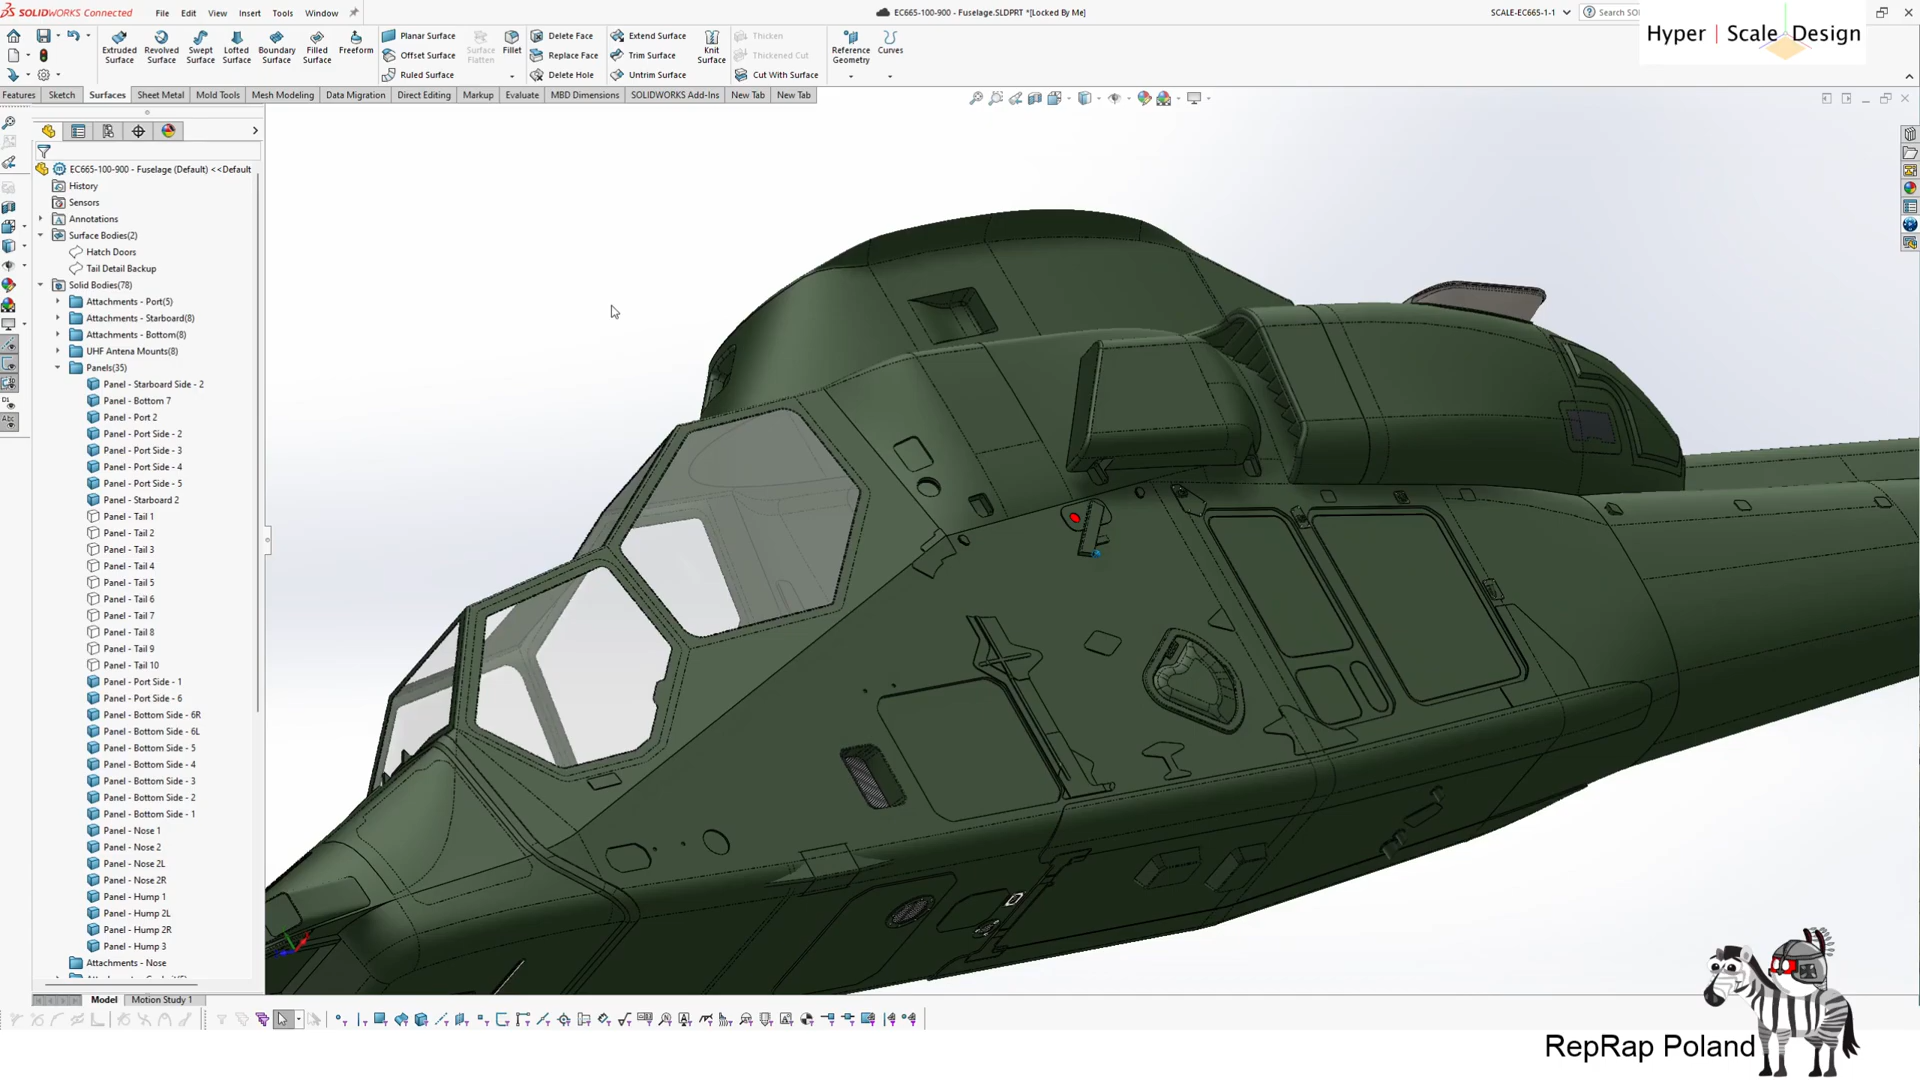 SOLIDWORKS Connected
File Edit View Insert Tools Window
EC665-100-900 - Fuselage.SLDPRT *[Locked By Me]
SCALE-EC665-1-1
Search SO
Hyper | Scale Design
Extruded Surface
Revolved Surface
Swept Surface
Lofted Surface
Boundary Surface
Filled Surface
Freeform
Planar Surface
Offset Surface
Ruled Surface
Surface Flatten
Fillet
Delete Face
Replace Face
Delete Hole
Extend Surface
Trim Surface
Untrim Surface
Knit Surface
Thicken
Thickened Cut
Cut With Surface
Reference Geometry
Curves
Features Sketch Surfaces Sheet Metal Mold Tools Mesh Modeling Data Migration Direct Editing Markup Evaluate MBD Dimensions SOLIDWORKS Add-Ins New Tab New Tab
EC665-100-900 - Fuselage (Default) <<Default
History
Sensors
Annotations
Surface Bodies(2)
Hatch Doors
Tail Detail Backup
Solid Bodies(78)
Attachments - Port(5)
Attachments - Starboard(8)
Attachments - Bottom(8)
UHF Antena Mounts(8)
Panels(35)
Panel - Starboard Side - 2
Panel - Bottom 7
Panel - Port 2
Panel - Port Side - 2
Panel - Port Side - 3
Panel - Port Side - 4
Panel - Port Side - 5
Panel - Starboard 2
Panel - Tail 1
Panel - Tail 2
Panel - Tail 3
Panel - Tail 4
Panel - Tail 5
Panel - Tail 6
Panel - Tail 7
Panel - Tail 8
Panel - Tail 9
Panel - Tail 10
Panel - Port Side - 1
Panel - Port Side - 6
Panel - Bottom Side - 6R
Panel - Bottom Side - 6L
Panel - Bottom Side - 5
Panel - Bottom Side - 4
Panel - Bottom Side - 3
Panel - Bottom Side - 2
Panel - Bottom Side - 1
Panel - Nose 1
Panel - Nose 2
Panel - Nose 2L
Panel - Nose 2R
Panel - Hump 1
Panel - Hump 2L
Panel - Hump 2R
Panel - Hump 3
Attachments - Nose
Model Motion Study 1
RepRap Poland